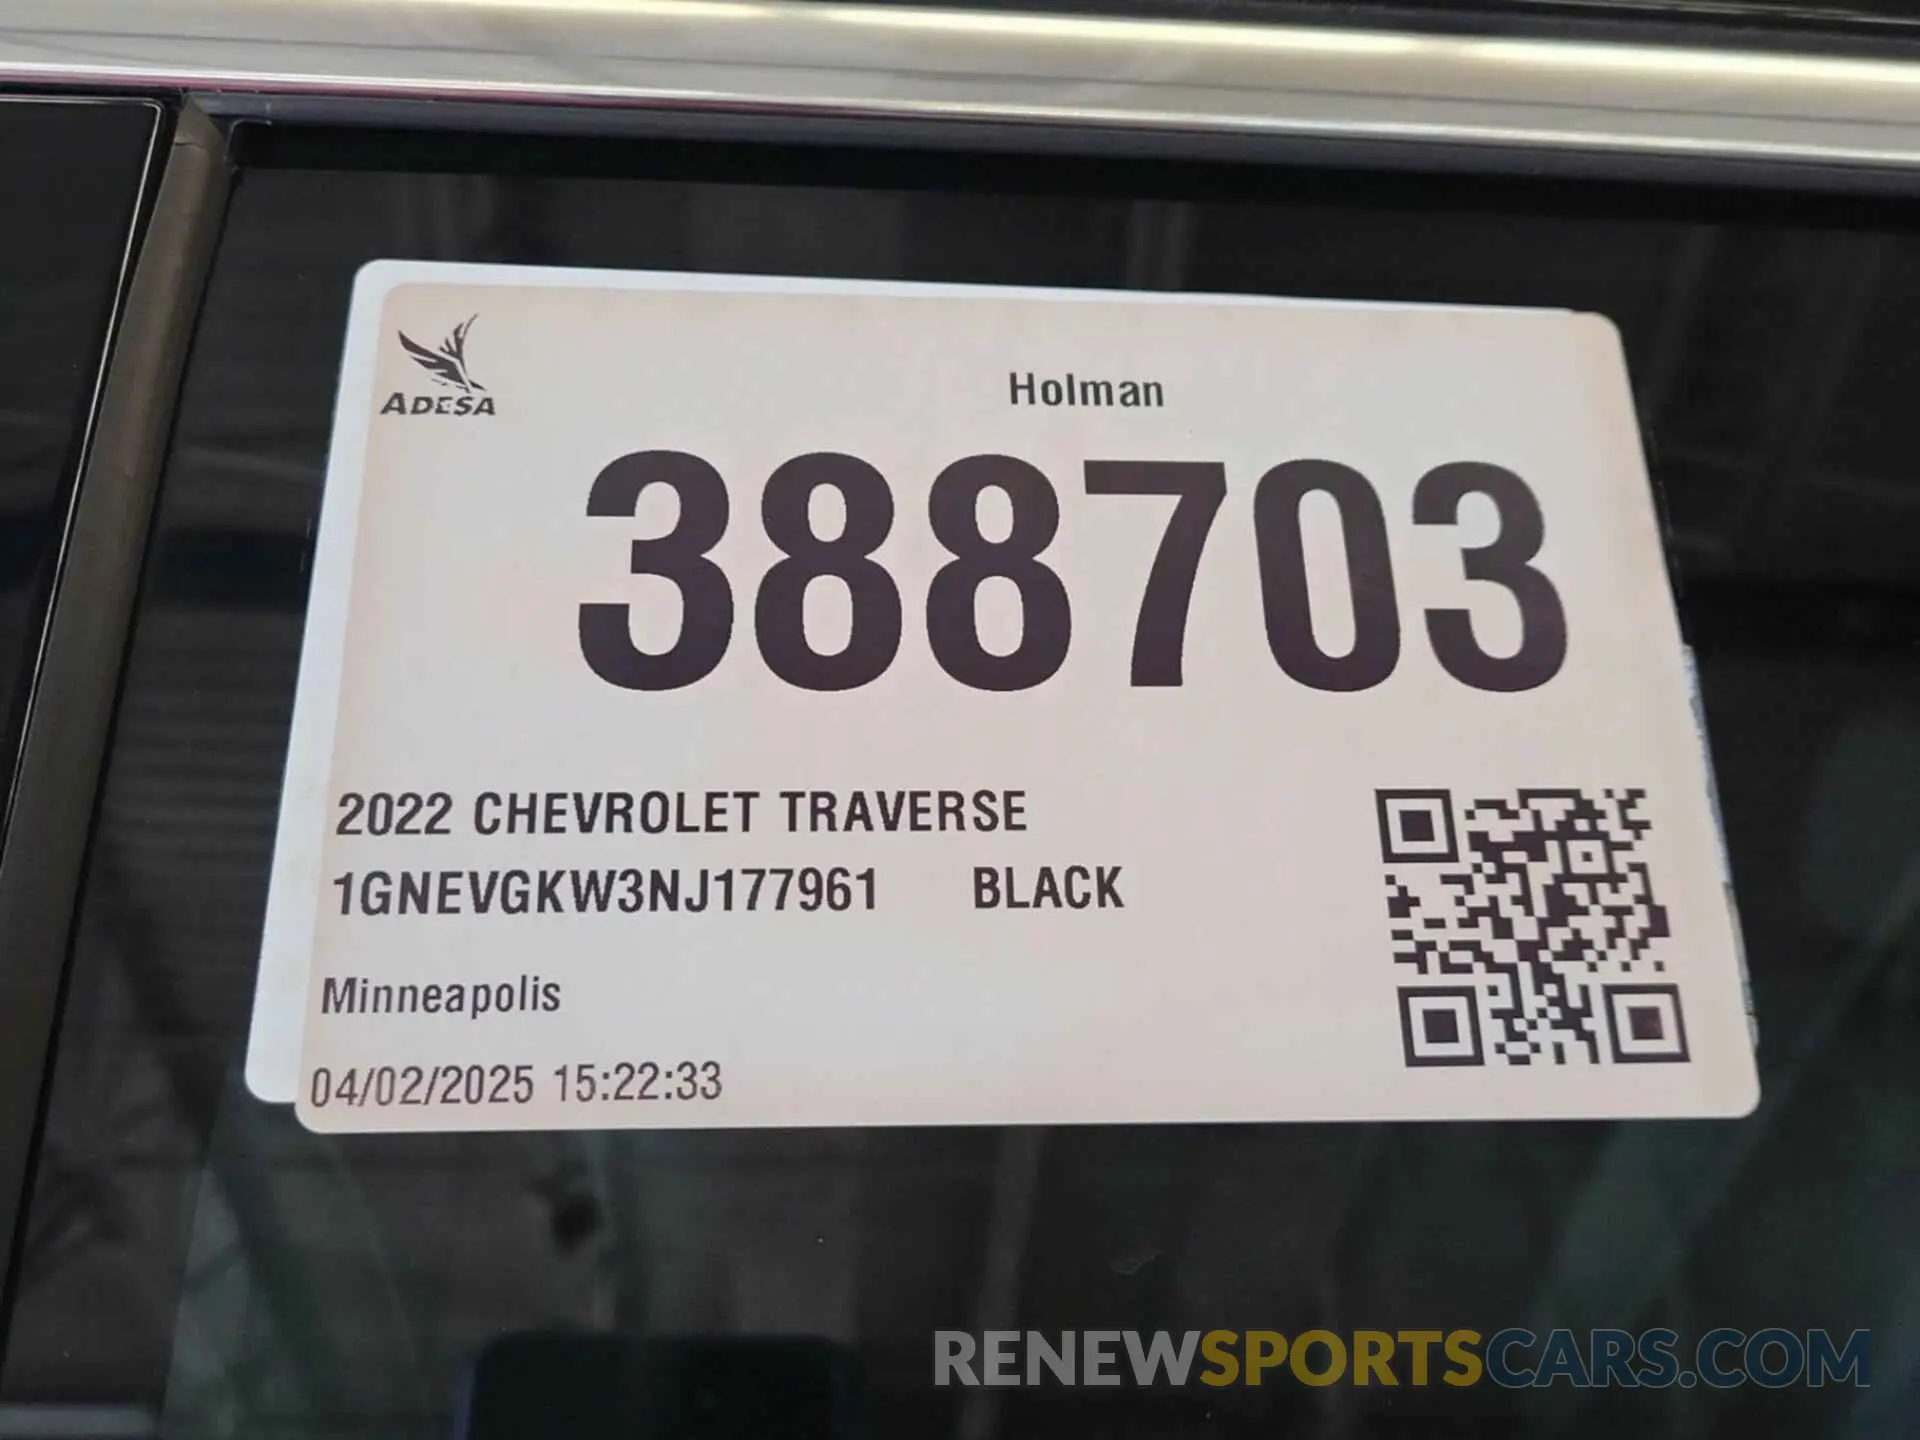 ADESA
Holman
388703
2022 CHEVROLET TRAVERSE
1GNEVGKW3NJ177961 BLACK
Minneapolis
04/02/2025 15:22:33
RENEWSPORTSCARS.COM